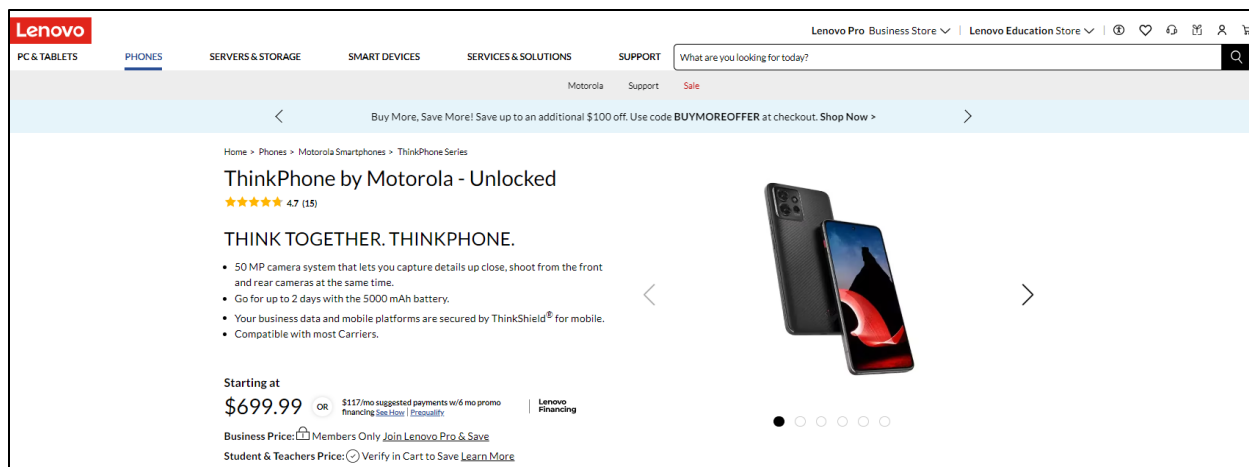 Lenovo
Lenovo Pro Business Store | Lenovo Education Store |
PC & TABLETS PHONES SERVERS & STORAGE SMART DEVICES SERVICES & SOLUTIONS SUPPORT What are you looking for today?
Motorola Support Sale
Buy More, Save More! Save up to an additional $100 off. Use code BUYMOREOFFER at checkout. Shop Now >
Home > Phones > Motorola Smartphones > ThinkPhone Series
ThinkPhone by Motorola - Unlocked
4.7 (15)
THINK TOGETHER. THINKPHONE.
• 50 MP camera system that lets you capture details up close, shoot from the front
and rear cameras at the same time.
• Go for up to 2 days with the 5000 mAh battery.
• Your business data and mobile platforms are secured by ThinkShield® for mobile.
• Compatible with most Carriers.
Starting at
$699.99 OR $117/mo suggested payments w/6 mo promo
financing See How | Prequalify
Lenovo
Financing
Business Price: Members Only Join Lenovo Pro & Save
Student & Teachers Price: Verify in Cart to Save Learn More